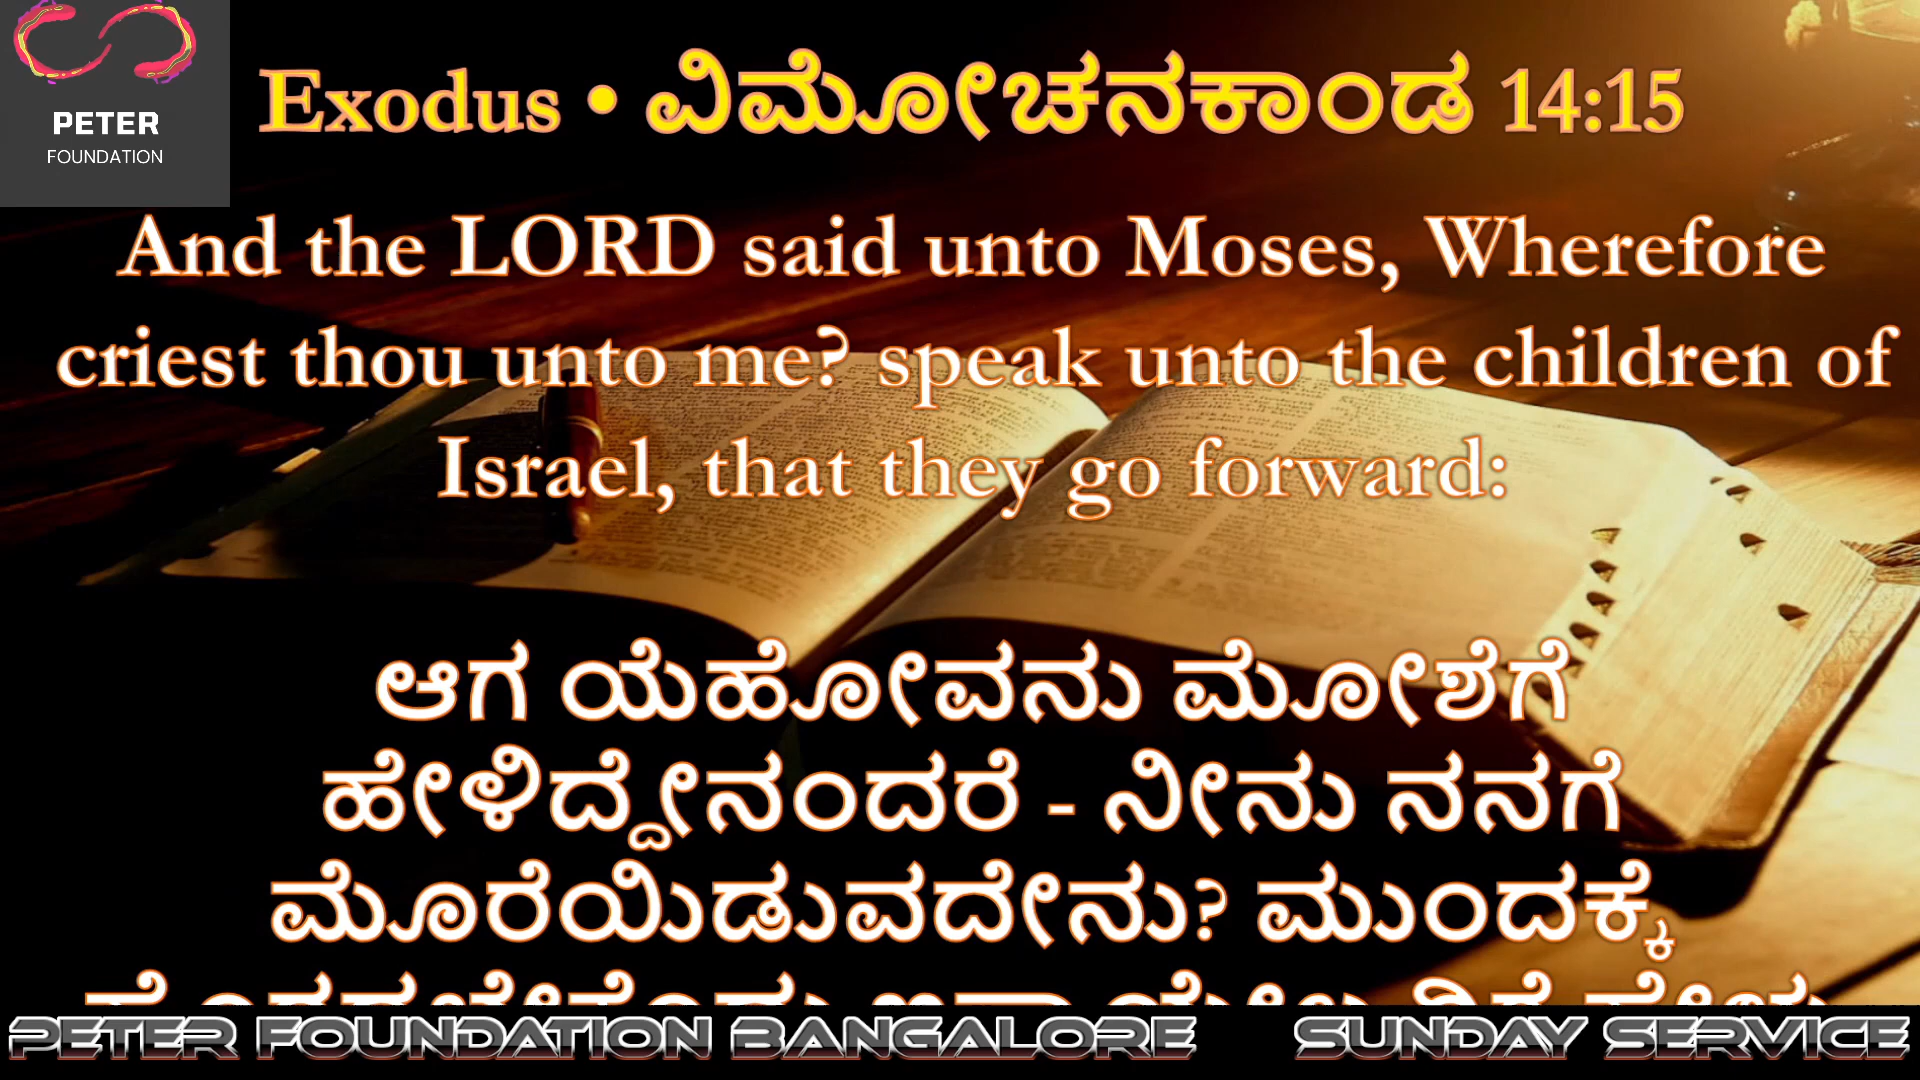 PETER
FOUNDATION
Exodus • ವಿಮೋಚನಕಾಂಡ 14:15
And the LORD said unto Moses, Wherefore
criest thou unto me? speak unto the children of
Israel, that they go forward:
ಆಗ ಯೆಹೋವನು ಮೋಶೆಗೆ
ಹೇಳಿದ್ದೇನಂದರೆ - ನೀನು ನನಗೆ
ಮೊರೆಯಿಡುವದೇನು? ಮುಂದಕ್ಕೆ
PETER FOUNDATION BANGALORE SUNDAY SERVICE